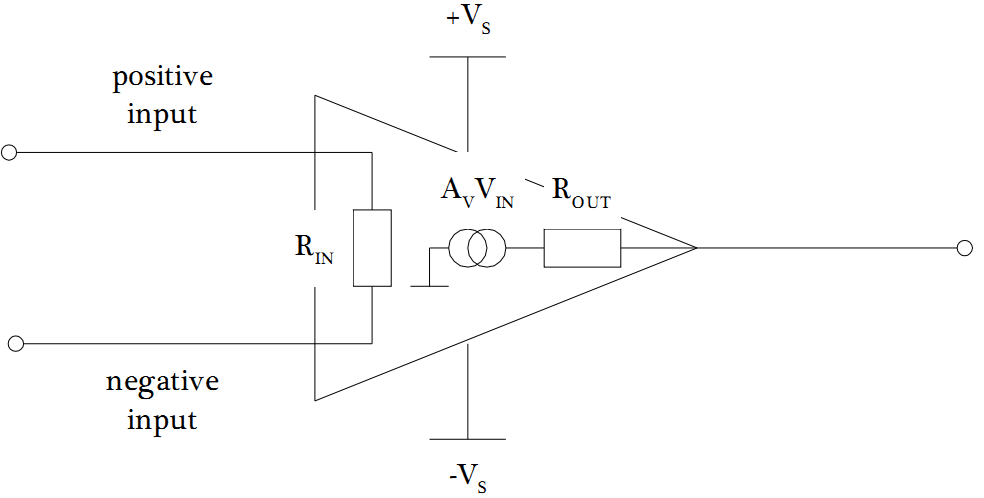 +VS
positive
input
AVVIN
ROUT
RIN
negative
input
-VS